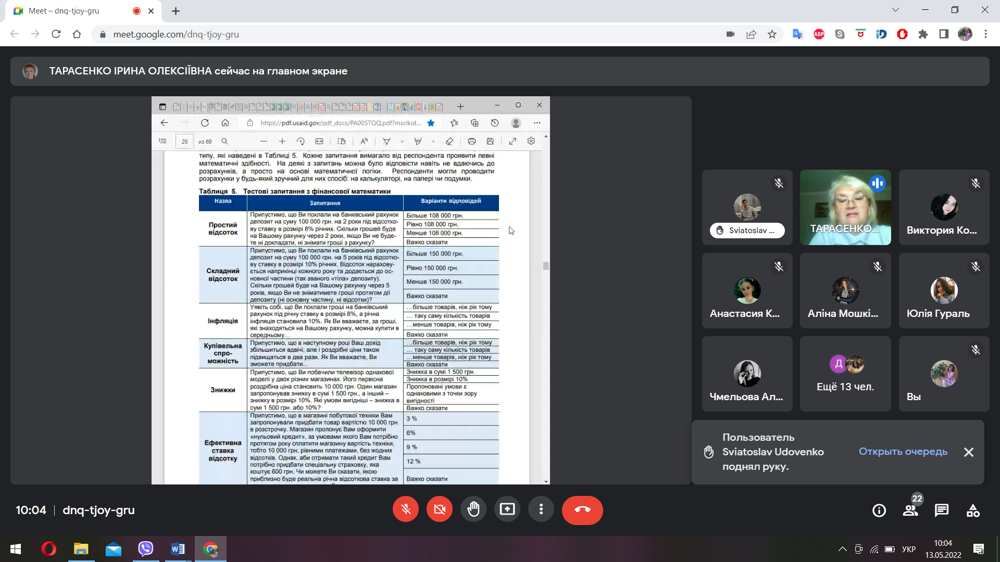 Meet – dnq-tjoy-gru
meet.google.com/dnq-tjoy-gru
ABP
ТАРАСЕНКО ІРИНА ОЛЕКСІЇВНА сейчас на главном экране
https://pdf.usaid.gov/pdf_docs/PA00STQQ.pdf?msclkid...
26 из 69
типу, які наведені в Таблиці 5. Кожне запитання вимагало від респондента проявити певні
математичні здібності. На деякі з запитань можна було відповісти навіть не вдаючись до
розрахунків, а просто на основі математичної логіки. Респонденти могли проводити
розрахунки у будь-який зручний для них спосіб: на калькуляторі, на папері чи подумки.
Таблиця 5. Тестові запитання з фінансової математики
Назва
Запитання
Варіанти відповідей
Простий
відсоток
Припустимо, що Ви поклали на банківський рахунок
депозит на суму 100 000 грн. на 2 роки під відсотко-
ву ставку в розмірі 8% річних. Скільки грошей буде
на Вашому рахунку через 2 роки, якщо Ви не буде-
те ні докладати, ні знімати гроші з рахунку?
Більше 108 000 грн.
Рівно 108 000 грн.
Менше 108 000 грн.
Важко сказати
Складний
відсоток
Припустимо, що Ви поклали на банківський рахунок
депозит на суму 100 000 грн. на 5 років під відсотко-
ву ставку в розмірі 10% річних. Відсоток нарахову-
ється наприкінці кожного року та додається до ос-
новної частини (так званого «тіла» депозиту).
Скільки грошей буде на Вашому рахунку через 5
років, якщо Ви не зніматимете гроші протягом дії
депозиту (ні основну частину, ні відсотки)?
Більше 150 000 грн.
Рівно 150 000 грн.
Менше 150 000 грн.
Важко сказати
Інфляція
Уявіть собі, що Ви поклали гроші на банківський
рахунок під річну ставку в розмірі 8%, а річна
інфляція становила 10%. Як Ви вважаєте, за гроші,
які знаходяться на Вашому рахунку, можна купити в
середньому…
…більше товарів, ніж рік тому
… таку саму кількість товарів
…менше товарів, ніж рік тому
Важко сказати
Купівельна
спро-
можність
Припустимо, що в наступному році Ваш дохід
збільшиться вдвічі, але і роздрібні ціни також
підвищаться в два рази. Як Ви вважаєте, Ви
зможете придбати...
…більше товарів, ніж рік тому
… таку саму кількість товарів
…менше товарів, ніж рік тому
Важко сказати
Знижки
Припустимо, що Ви побачили телевізор однакової
моделі у двох різних магазинах. Його первісна
роздрібна ціна становить 10 000 грн. Один магазин
запропонував знижку в сумі 1 500 грн., а інший –
знижку в розмірі 10%. Які умови вигідніші – знижка в
сумі 1 500 грн. або 10%?
Знижка в сумі 1 500 грн.
Знижка в розмірі 10%
Пропоновані умови є
однаковими з точки зору
вигідності
Важко сказати
Ефективна
ставка
відсотку
Припустимо, що в магазині побутової техніки Вам
запропонували придбати товар вартістю 10 000 грн
в розстрочку. Магазин пропонує Вам оформити
«нульовий кредит», за умовами якого Вам потрібно
протягом року сплатити магазину вартість техніки,
тобто 10 000 грн, рівними платежами, без жодних
відсотків. Однак, аби отримати такий кредит Вам
потрібно придбати спеціальну страховку, яка
коштує 600 грн. Чи можете Ви сказати, якою
приблизно буде реальна річна відсоткова ставка за
3 %
6%
9 %
12 %
Важко сказати
Sviatoslav ...
ТАРАСЕНКО...
Виктория Ко...
Анастасия К...
Аліна Мошкі...
Юлія Гураль
Чмельова Ал...
Д
Ещё 13 чел.
Вы
Пользователь
Sviatoslav Udovenko
поднял руку.
Открыть очередь
10:04 | dnq-tjoy-gru
22
УКР
10:04
13.05.2022